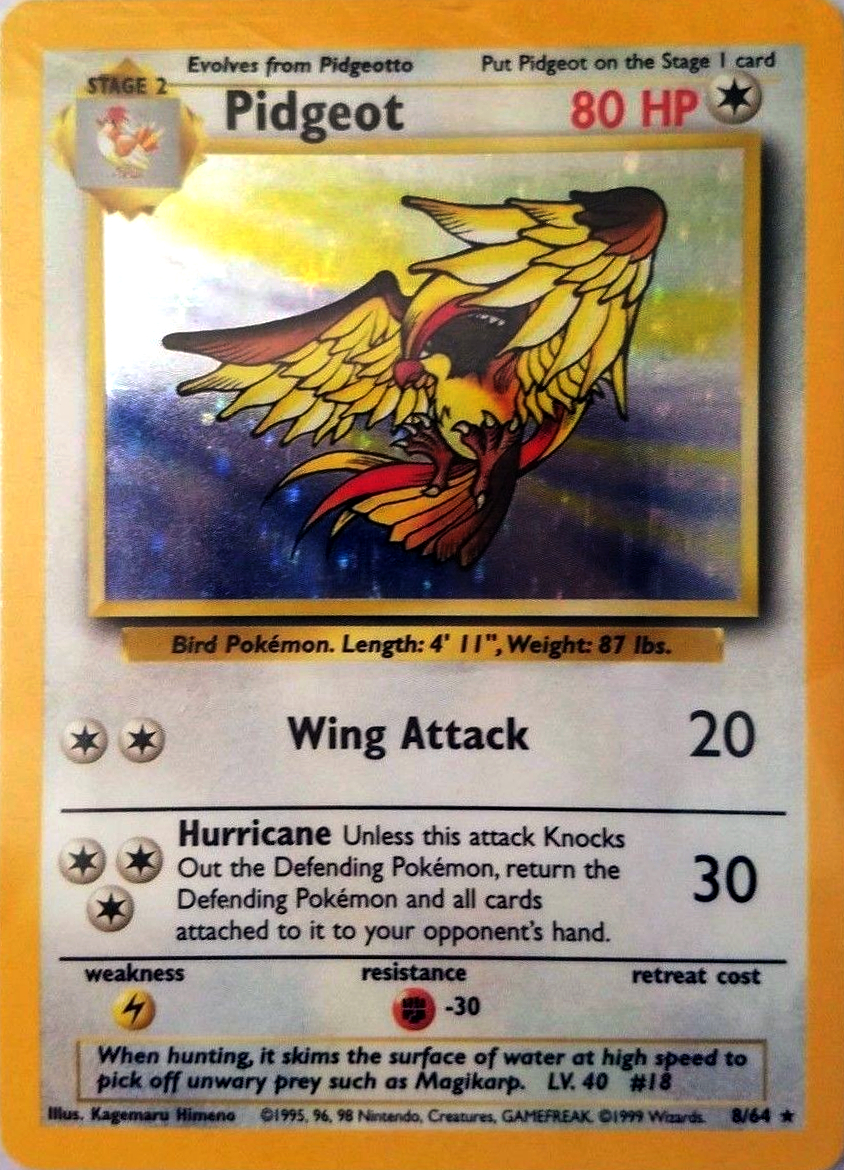 Evolves from Pidgeotto
Put Pidgeot on the Stage 1 card
STAGE 2
Pidgeot
80 HP
Bird Pokémon. Length: 4' 11", Weight: 87 lbs.
Wing Attack
20
Hurricane Unless this attack Knocks
Out the Defending Pokémon, return the
Defending Pokémon and all cards
attached to it to your opponent's hand.
30
weakness
resistance
retreat cost
-30
When hunting, it skims the surface of water at high speed to
pick off unwary prey such as Magikarp. LV. 40 #18
Illus. Kagemaru Himeno ©1995, 96, 98 Nintendo, Creatures, GAMEFREAK. ©1999 Wizards. 8/64 ★